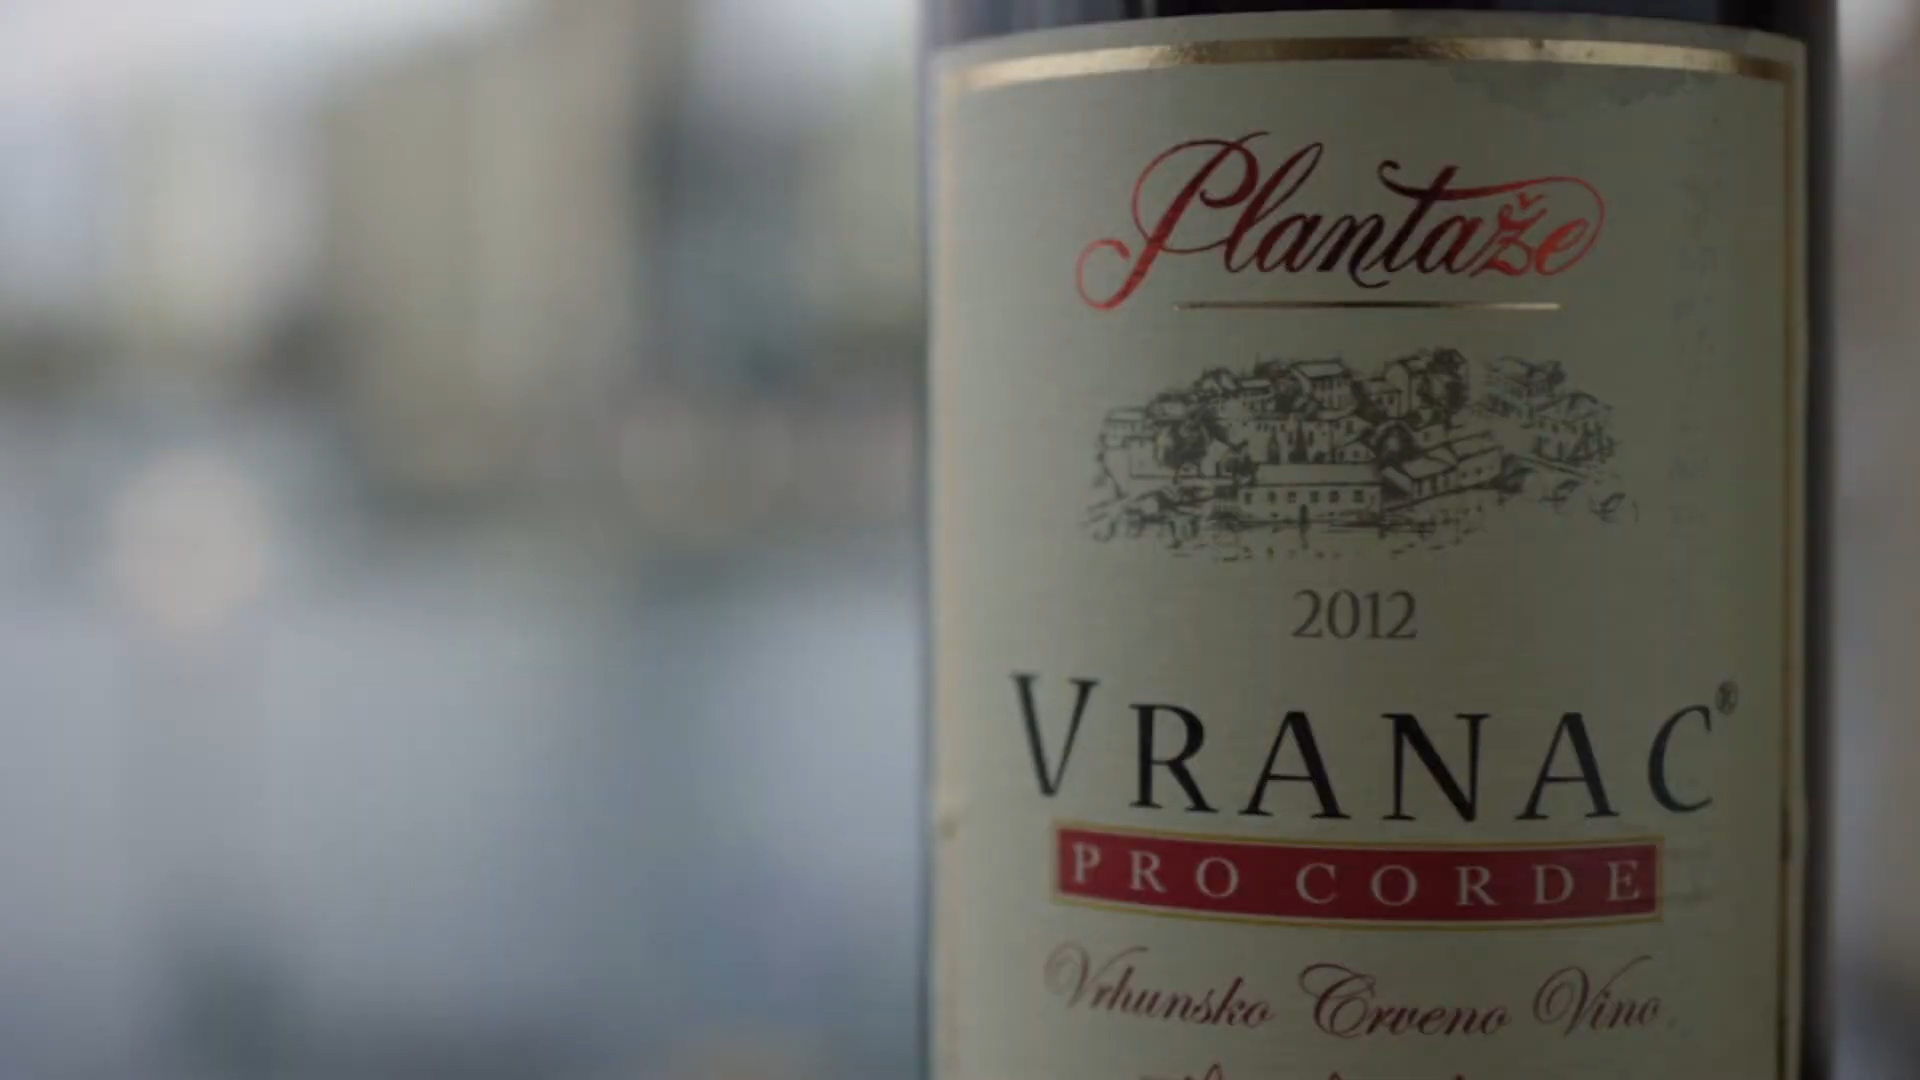 Plantaže
2012
VRANAC®
PRO CORDE
Vrhunsko Crveno Vino